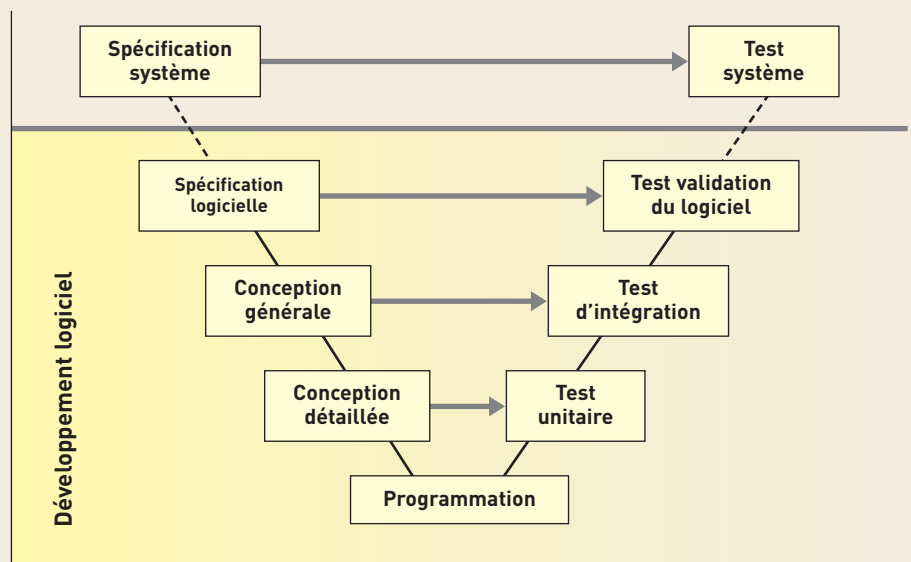 Spécification
système
Test
système
Spécification
logicielle
Test validation
du logiciel
Conception
générale
Test
d'intégration
Conception
détaillée
Test
unitaire
Programmation
Développement logiciel